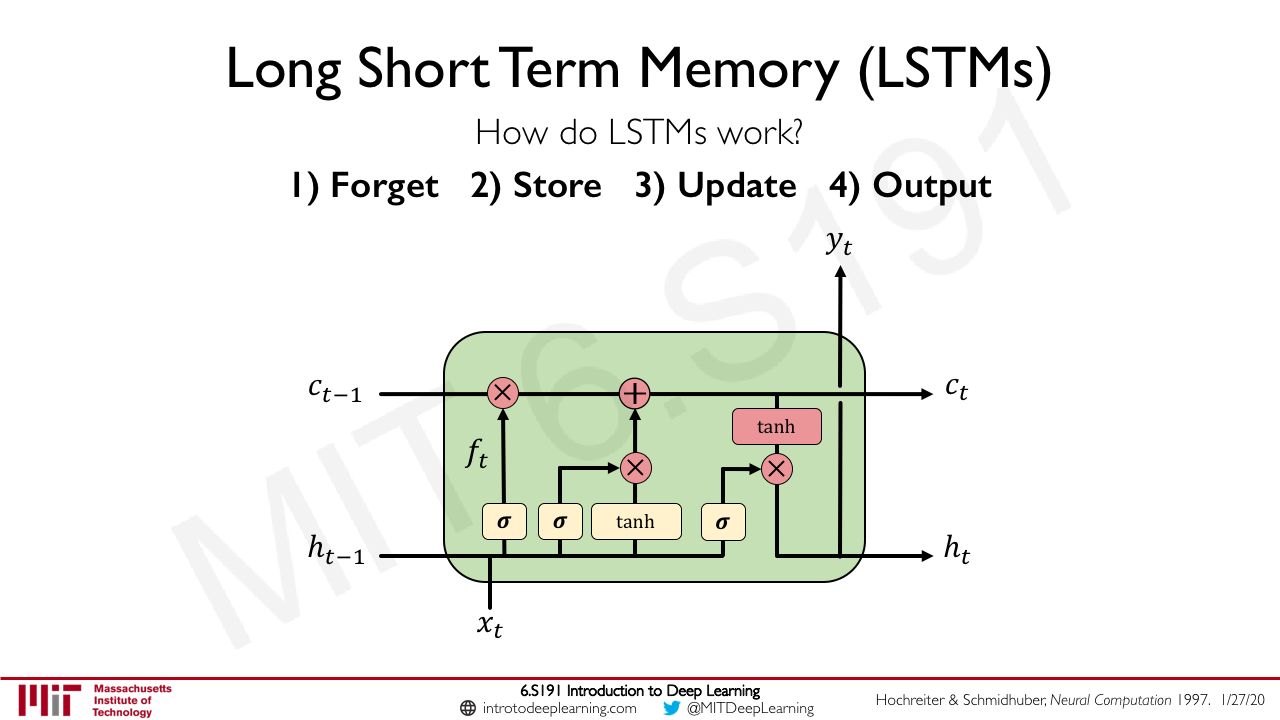 Long Short Term Memory (LSTMs)
How do LSTMs work?
1) Forget 2) Store 3) Update 4) Output
y_t
c_{t−1}
× + c_t
tanh
f_t
× ×
σ σ tanh σ
h_{t−1} h_t
x_t
MIT 6.S191
Massachusetts
Institute of
Technology
6.S191 Introduction to Deep Learning
introtodeeplearning.com @MITDeepLearning
Hochreiter & Schmidhuber, Neural Computation 1997. 1/27/20